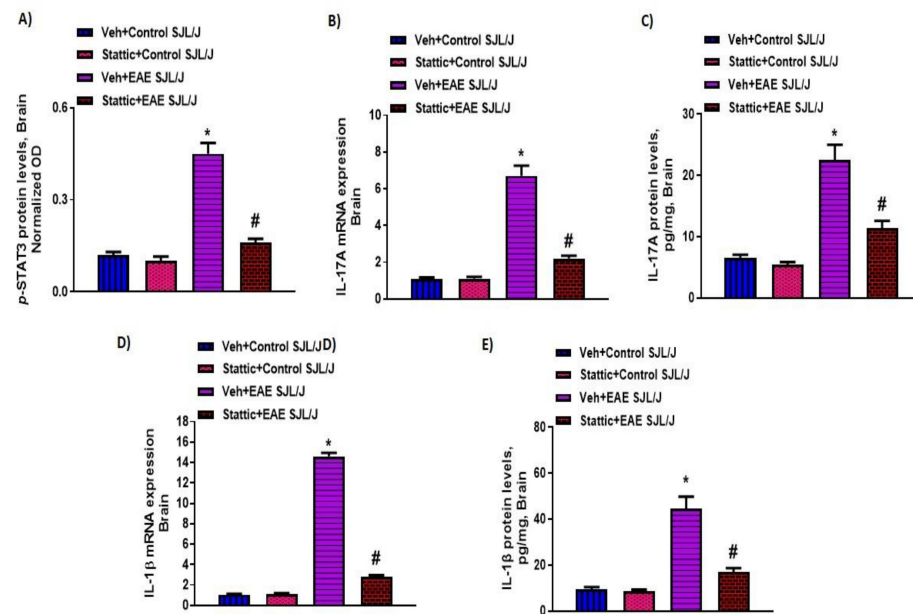 A)
Veh+Control SJL/J
Stattic+Control SJL/J
Veh+EAE SJL/J
Stattic+EAE SJL/J
p-STAT3 protein levels, Brain
Normalized OD
0.6
0.3
0.0
*
#
B)
Veh+Control SJL/J
Stattic+Control SJL/J
Veh+EAE SJL/J
Stattic+EAE SJL/J
IL-17A mRNA expression
Brain
10
8
6
4
2
0
*
#
C)
Veh+Control SJL/J
Stattic+Control SJL/J
Veh+EAE SJL/J
Stattic+EAE SJL/J
IL-17A protein levels,
pg/mg, Brain
30
20
10
0
*
#
D)
Veh+Control SJL/J
D)
Stattic+Control SJL/J
Veh+EAE SJL/J
Stattic+EAE SJL/J
IL-1β mRNA expression
Brain
18
16
14
12
10
8
6
4
2
0
*
#
E)
Veh+Control SJL/J
Stattic+Control SJL/J
Veh+EAE SJL/J
Stattic+EAE SJL/J
IL-1β protein levels,
pg/mg, Brain
80
60
40
20
0
*
#